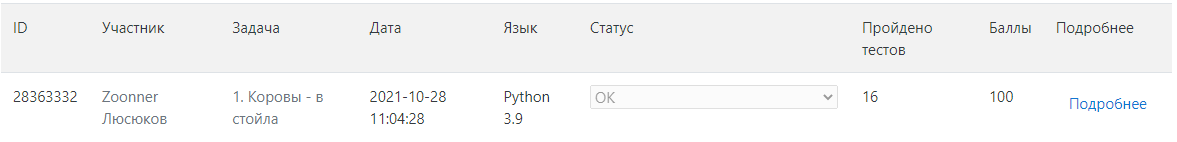 ID Участник Задача Дата Язык Статус Пройдено тестов Баллы Подробнее
28363332 Zoonner Люсюков 1. Коровы - в стойла 2021-10-28 11:04:28 Python 3.9 OK 16 100 Подробнее